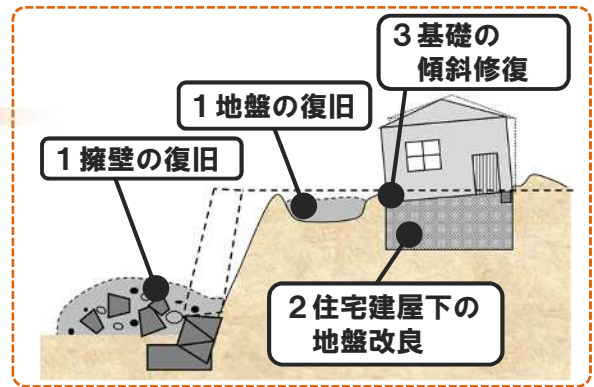 3基礎の
傾斜修復
1地盤の復旧
1擁壁の復旧
2住宅建屋下の
地盤改良